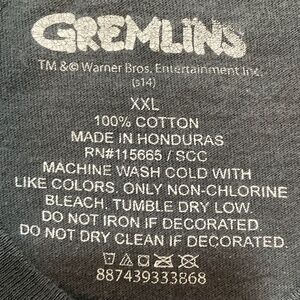 GREMLINS
TM & © Warner Bros. Entertainment Inc.
(s14)
XXL
100% COTTON
MADE IN HONDURAS
RN#115665 / SCC
MACHINE WASH COLD WITH
LIKE COLORS. ONLY NON-CHLORINE
BLEACH. TUMBLE DRY LOW.
DO NOT IRON IF DECORATED.
DO NOT DRY CLEAN IF DECORATED.
887439333868